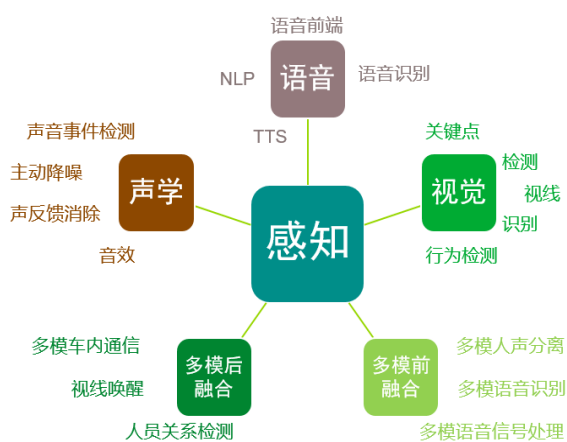 语音前端
语音
NLP
语音识别
TTS
声音事件检测
主动降噪
声学
声反馈消除
音效
关键点
检测
视觉
视线
识别
行为检测
感知
多模车内通信
多模后
融合
视线唤醒
人员关系检测
多模前
融合
多模人声分离
多模语音识别
多模语音信号处理